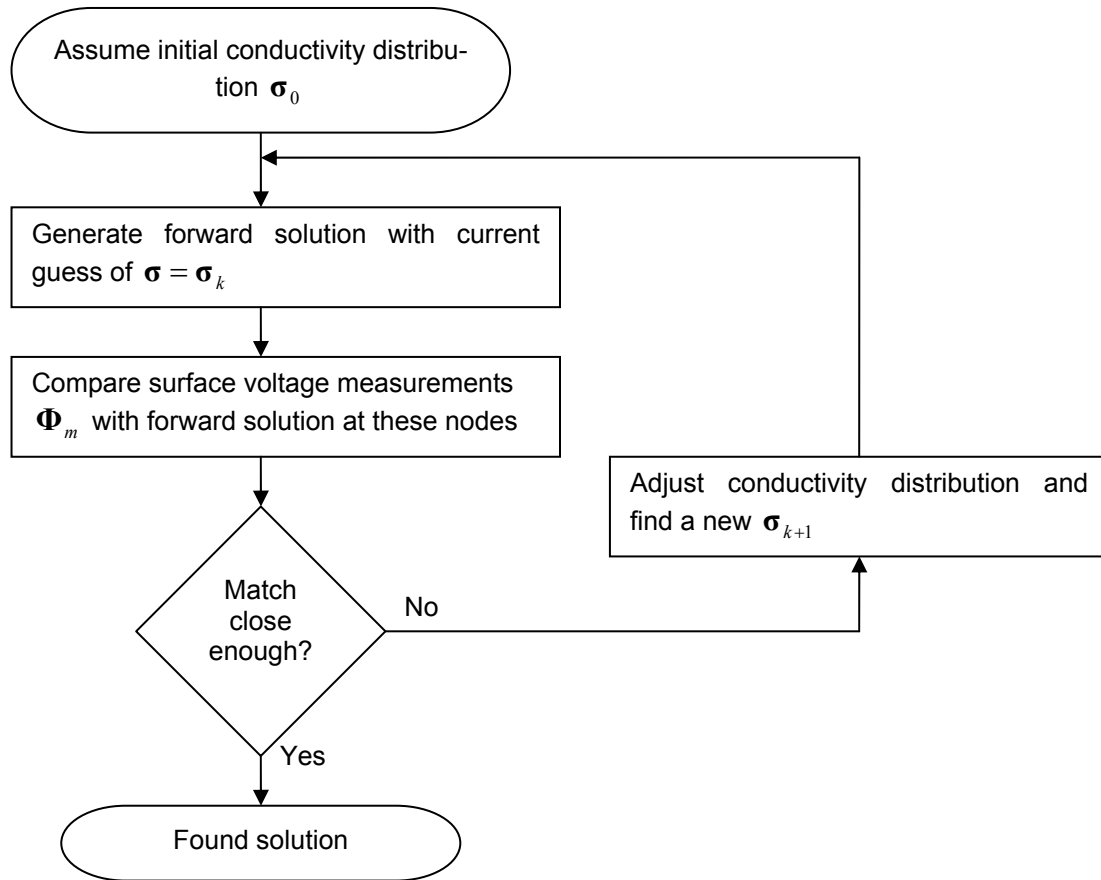 Assume initial conductivity distribu-
tion σ₀
Generate forward solution with current
guess of σ = σₖ
Compare surface voltage measurements
Φₘ with forward solution at these nodes
Adjust conductivity distribution and
find a new σₖ₊₁
Match
close
enough?
No
Yes
Found solution